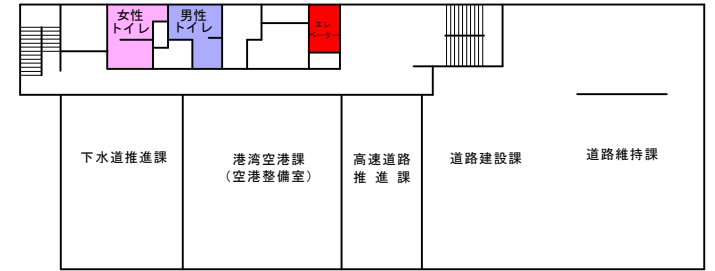 女性
トイレ
男性
トイレ
エレ
ベーター
下水道推進課
港湾空港課
（空港整備室）
高速道路
推進課
道路建設課
道路維持課